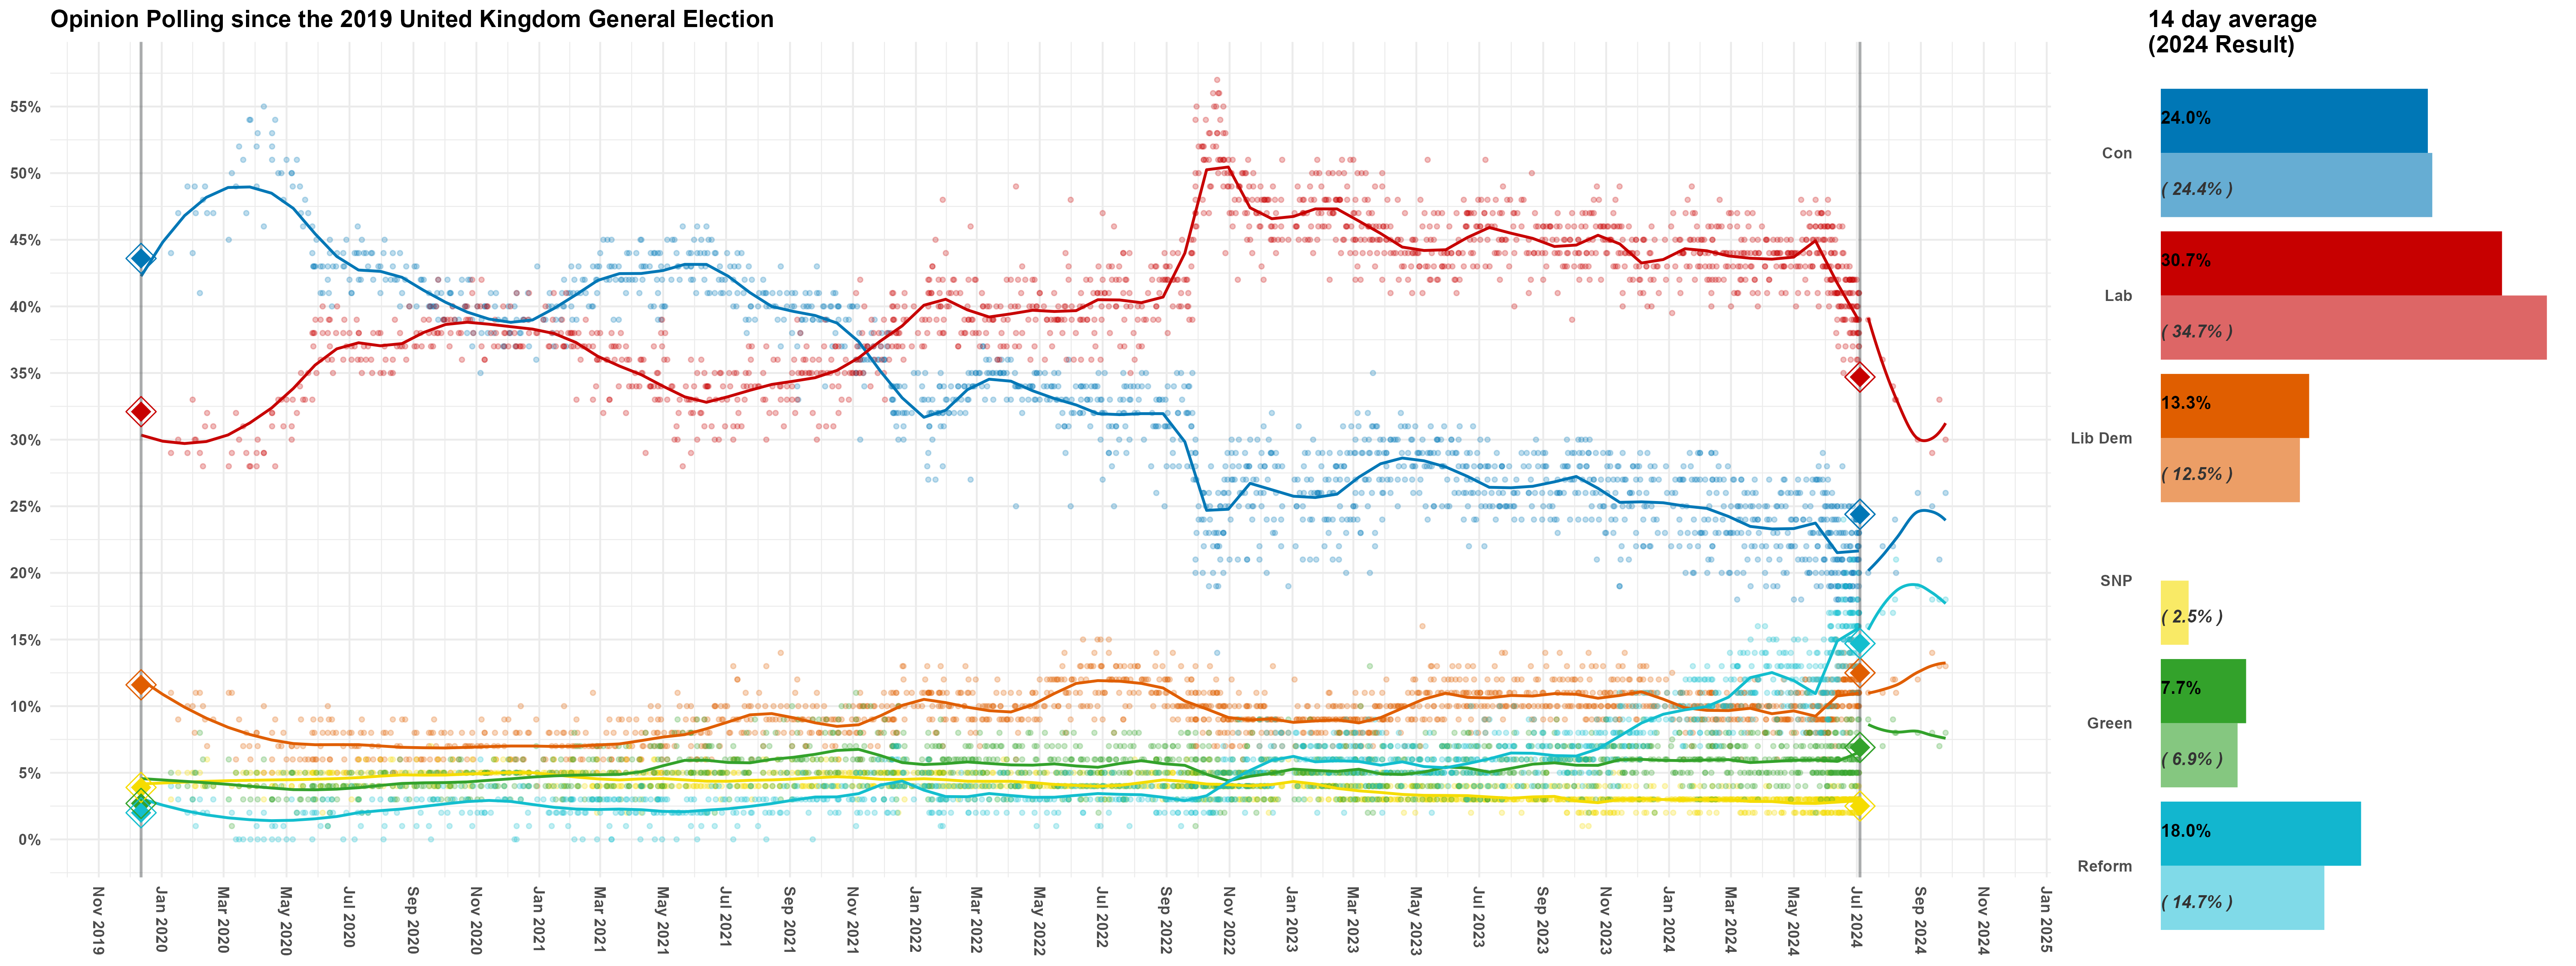 Opinion Polling since the 2019 United Kingdom General Election
55%
50%
45%
40%
35%
30%
25%
20%
15%
10%
5%
0%
Nov 2019
Jan 2020
Mar 2020
May 2020
Jul 2020
Sep 2020
Nov 2020
Jan 2021
Mar 2021
May 2021
Jul 2021
Sep 2021
Nov 2021
Jan 2022
Mar 2022
May 2022
Jul 2022
Sep 2022
Nov 2022
Jan 2023
Mar 2023
May 2023
Jul 2023
Sep 2023
Nov 2023
Jan 2024
Mar 2024
May 2024
Jul 2024
Sep 2024
Nov 2024
Jan 2025
14 day average
(2024 Result)
Con
24.0%
( 24.4% )
Lab
30.7%
( 34.7% )
Lib Dem
13.3%
( 12.5% )
SNP
( 2.5% )
Green
7.7%
( 6.9% )
Reform
18.0%
( 14.7% )